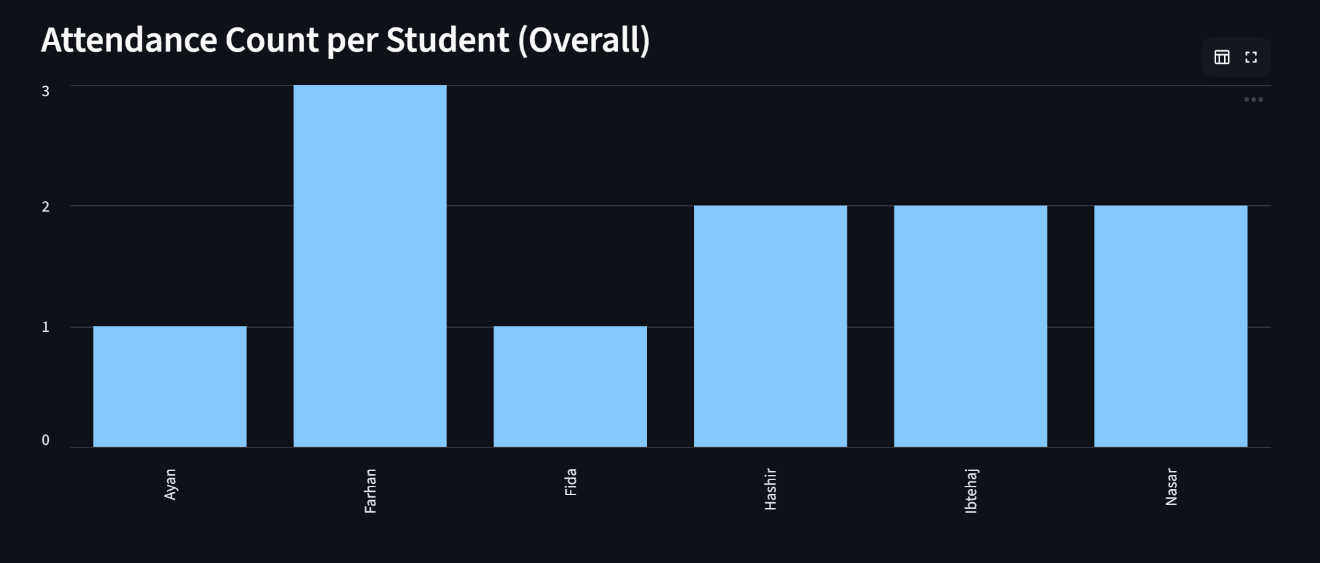 Attendance Count per Student (Overall)
3
2
1
0
Ayan
Farhan
Fida
Hashir
Ibtehaj
Nasar